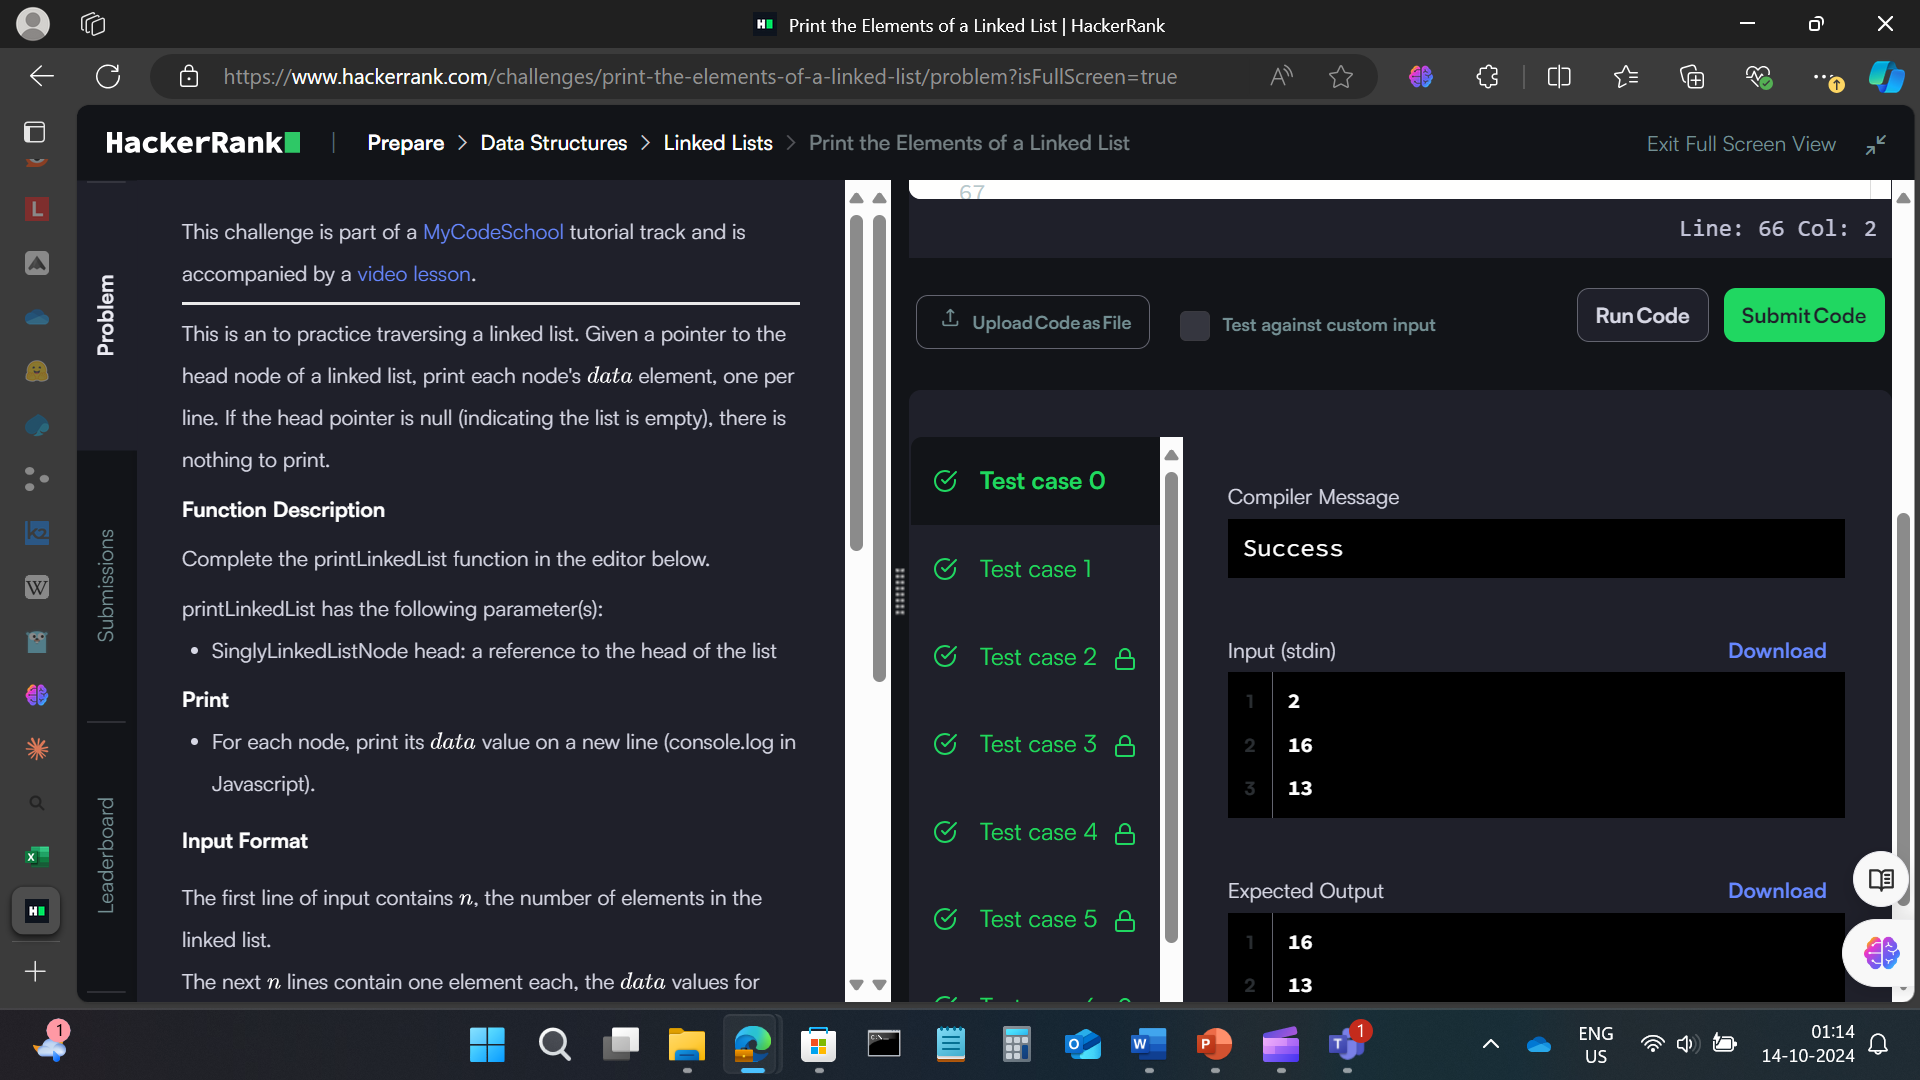 Print the Elements of a Linked List | HackerRank
https://www.hackerrank.com/challenges/print-the-elements-of-a-linked-list/problem?isFullScreen=true
HackerRank
Prepare > Data Structures > Linked Lists > Print the Elements of a Linked List
Exit Full Screen View
Problem
Submissions
Leaderboard
This challenge is part of a MyCodeSchool tutorial track and is
accompanied by a video lesson.
This is an to practice traversing a linked list. Given a pointer to the
head node of a linked list, print each node's data element, one per
line. If the head pointer is null (indicating the list is empty), there is
nothing to print.
Function Description
Complete the printLinkedList function in the editor below.
printLinkedList has the following parameter(s):
• SinglyLinkedListNode head: a reference to the head of the list
Print
• For each node, print its data value on a new line (console.log in
Javascript).
Input Format
The first line of input contains n, the number of elements in the
linked list.
The next n lines contain one element each, the data values for
67
Line: 66 Col: 2
Upload Code as File
Test against custom input
Run Code
Submit Code
Test case 0
Test case 1
Test case 2
Test case 3
Test case 4
Test case 5
Compiler Message
Success
Input (stdin)
Download
1 2
2 16
3 13
Expected Output
Download
1 16
2 13
L
k2
W
1
ENG
US
01:14
14-10-2024
1